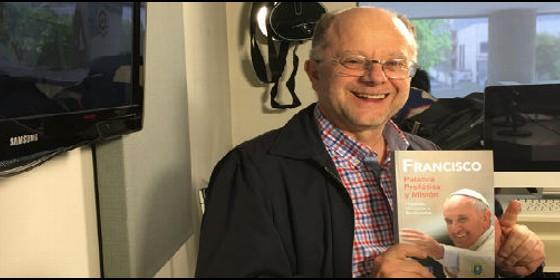 SAMSUNG
FRANCISCO
Palabra
Profética
y Misión